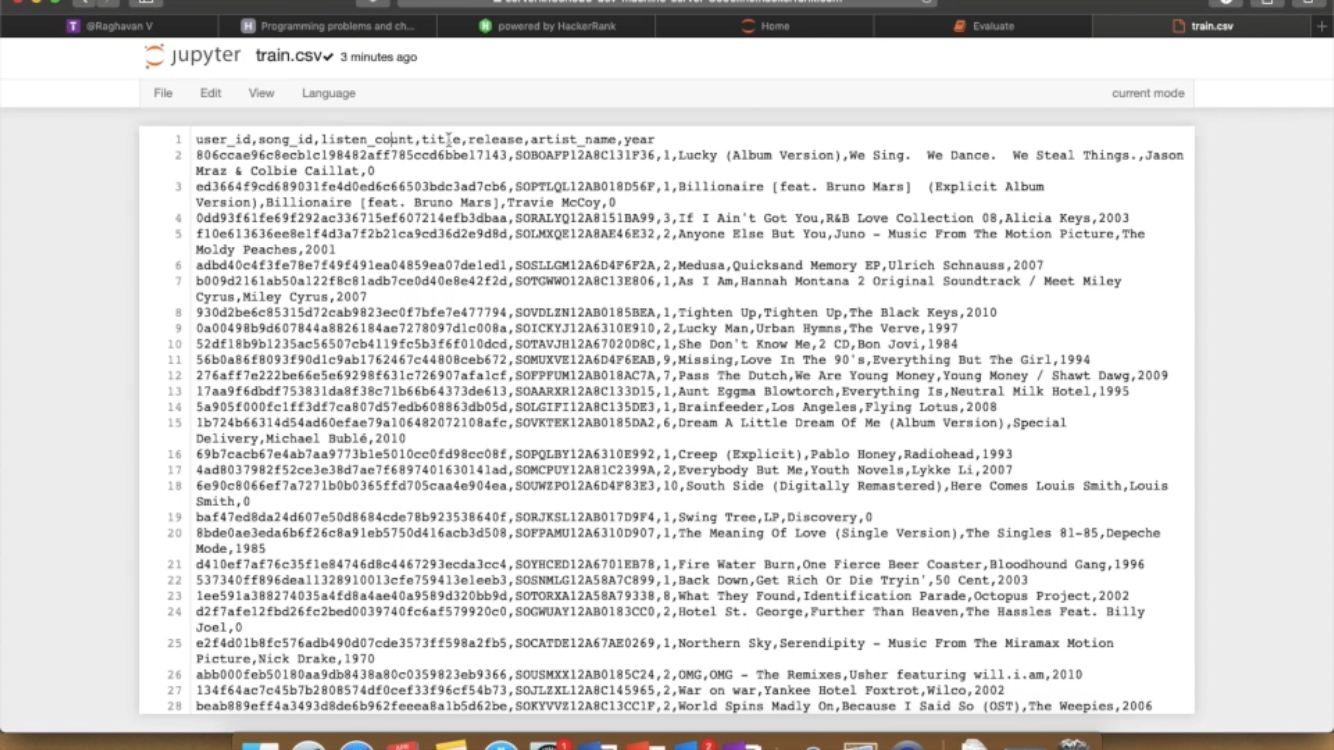 @Raghavan V
Programming problems and ch...
powered by HackerRank
Home
Evaluate
train.csv
jupyter train.csv✔ 3 minutes ago
File Edit View Language current mode
1 user_id,song_id,listen_count,title,release,artist_name,year
2 806ccae96c8ecb1c198482aff785ccd6bbe17143,SOBOAFP12A8C131F36,1,Lucky (Album Version),We Sing.  We Dance.  We Steal Things.,Jason
Mraz & Colbie Caillat,0
3 ed3664f9cd689031fe4d0ed6c66503bdc3ad7cb6,SOPTLQL12AB018D56F,1,Billionaire [feat. Bruno Mars]  (Explicit Album
Version),Billionaire [feat. Bruno Mars],Travie McCoy,0
4 0dd93f61fe69f292ac336715ef607214efb3dbaa,SORALYQ12A8151BA99,3,If I Ain't Got You,R&B Love Collection 08,Alicia Keys,2003
5 f10e613636ee8e1f4d3a7f2b21ca9cd36d2e9d8d,SOLMXQE12A8AE46E32,2,Anyone Else But You,Juno - Music From The Motion Picture,The
Moldy Peaches,2001
6 adbd40c4f3fe78e7f49f491ea04859ea07de1ed1,SOSLLGM12A6D4F6F2A,2,Medusa,Quicksand Memory EP,Ulrich Schnauss,2007
7 b009d2161ab50a122f8c81adb7ce0d40e8e42f2d,SOTGWWO12A8C13E806,1,As I Am,Hannah Montana 2 Original Soundtrack / Meet Miley
Cyrus,Miley Cyrus,2007
8 930d2be6c85315d72cab9823ec0f7bfe7e477794,SOVDLZN12AB0185BEA,1,Tighten Up,Tighten Up,The Black Keys,2010
9 0a00498b9d607844a8826184ae7278097d1c008a,SOICKYJ12A6310E910,2,Lucky Man,Urban Hymns,The Verve,1997
10 52df18b9b1235ac56507cb4119fc5b3f6f010dcd,SOTAVJH12A67020D8C,1,She Don't Know Me,2 CD,Bon Jovi,1984
11 56b0a86f8093f90d1c9ab1762467c44808ceb672,SOMUXVE12A6D4F6EAB,9,Missing,Love In The 90's,Everything But The Girl,1994
12 276aff7e222be66e5e69298f631c726907afa1cf,SOFPFUM12AB018AC7A,7,Pass The Dutch,We Are Young Money,Young Money / Shawt Dawg,2009
13 17aa9f6dbdf753831da8f38c71b66b64373de613,SOAARXR12A8C133D15,1,Aunt Eggma Blowtorch,Everything Is,Neutral Milk Hotel,1995
14 5a905f000fc1ff3df7ca807d57edb608863db05d,SOLGIFI12A8C135DE3,1,Brainfeeder,Los Angeles,Flying Lotus,2008
15 1b724b66314d54ad60efae79a106482072108afc,SOVKTEK12AB0185DA2,6,Dream A Little Dream Of Me (Album Version),Special
Delivery,Michael Bublé,2010
16 69b7cacb67e4ab7aa9773b1e5010cc0fd98cc08f,SOPQLBY12A6310E992,1,Creep (Explicit),Pablo Honey,Radiohead,1993
17 4ad8037982f52ce3e38d7ae7f6897401630141ad,SOMCPUY12A81C2399A,2,Everybody But Me,Youth Novels,Lykke Li,2007
18 6e90c8066ef7a7271b0b0365ffd705caa4e904ea,SOUWZPO12A6D4F83E3,10,South Side (Digitally Remastered),Here Comes Louis Smith,Louis
Smith,0
19 baf47ed8da24d607e50d8684cde78b923538640f,SORJKSL12AB017D9F4,1,Swing Tree,LP,Discovery,0
20 8bde0ae3eda6b6f26c8a91eb5750d416acb3d508,SOFPAMU12A6310D907,1,The Meaning Of Love (Single Version),The Singles 81-85,Depeche
Mode,1985
21 d410ef7af76c35f1e84746d8c4467293ecda3cc4,SOYHCED12A6701EB78,1,Fire Water Burn,One Fierce Beer Coaster,Bloodhound Gang,1996
22 537340ff896dea11328910013cfe759413e1eeb3,SOSNMLG12A58A7C899,1,Back Down,Get Rich Or Die Tryin',50 Cent,2003
23 1ee591a388274035a4fd8a4ae40a9589d320bb9d,SOTORXA12A58A79338,8,What They Found,Identification Parade,Octopus Project,2002
24 d2f7afe12fbd26fc2bed0039740fc6af579920c0,SOGWUAY12AB0183CC0,2,Hotel St. George,Further Than Heaven,The Hassles Feat. Billy
Joel,0
25 e2f4d01b8fc576adb490d07cde3573ff598a2fb5,SOCATDE12A67AE0269,1,Northern Sky,Serendipity - Music From The Miramax Motion
Picture,Nick Drake,1970
26 abb000feb50180aa9db8438a80c0359823eb9366,SOUSMXX12AB0185C24,2,OMG,OMG - The Remixes,Usher featuring will.i.am,2010
27 134f64ac7c45b7b2808574df0cef33f96cf54b73,SOJLZXL12A8C145965,2,War on war,Yankee Hotel Foxtrot,Wilco,2002
28 beab889eff4a3493d8de6b962feeea8a1b5d62be,SOKYVVZ12A8C13CC1F,2,World Spins Madly On,Because I Said So (OST),The Weepies,2006